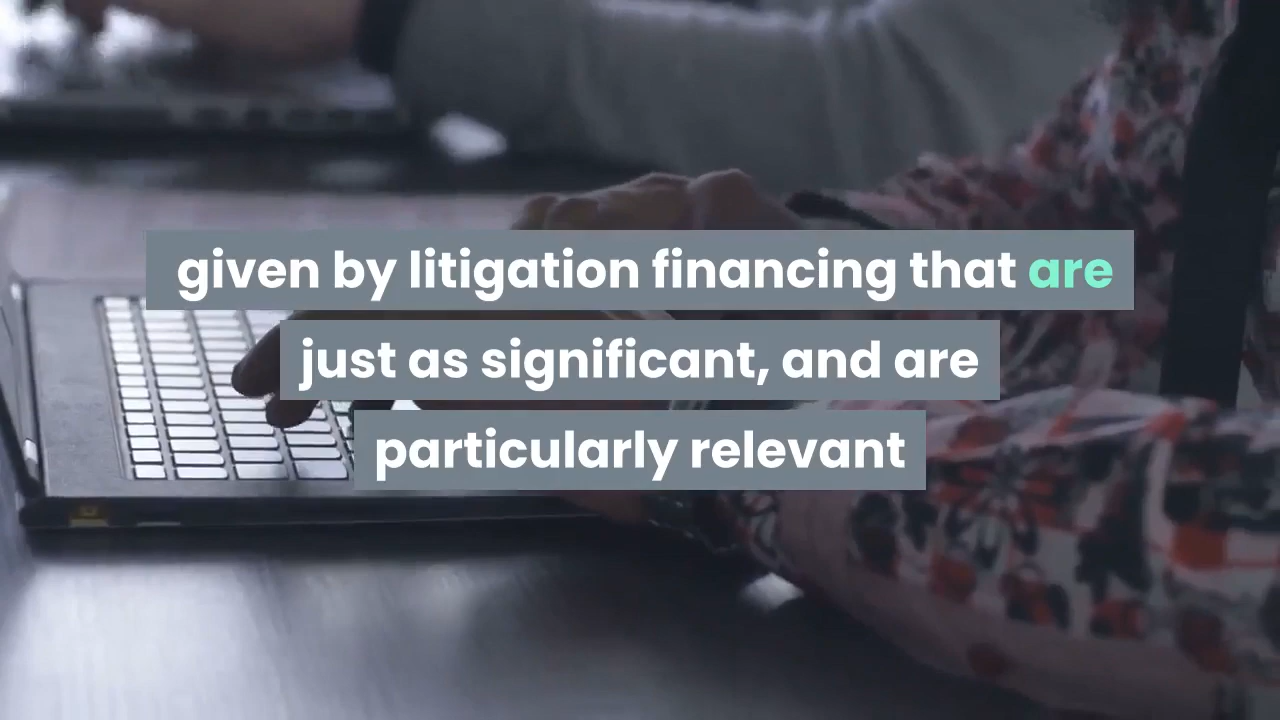 given by litigation financing that are
just as significant, and are
particularly relevant